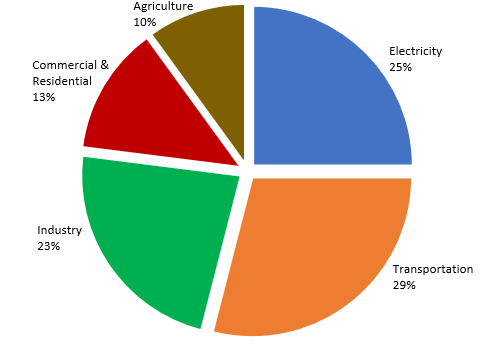 Agriculture
10%
Electricity
25%
Commercial &
Residential
13%
Industry
23%
Transportation
29%